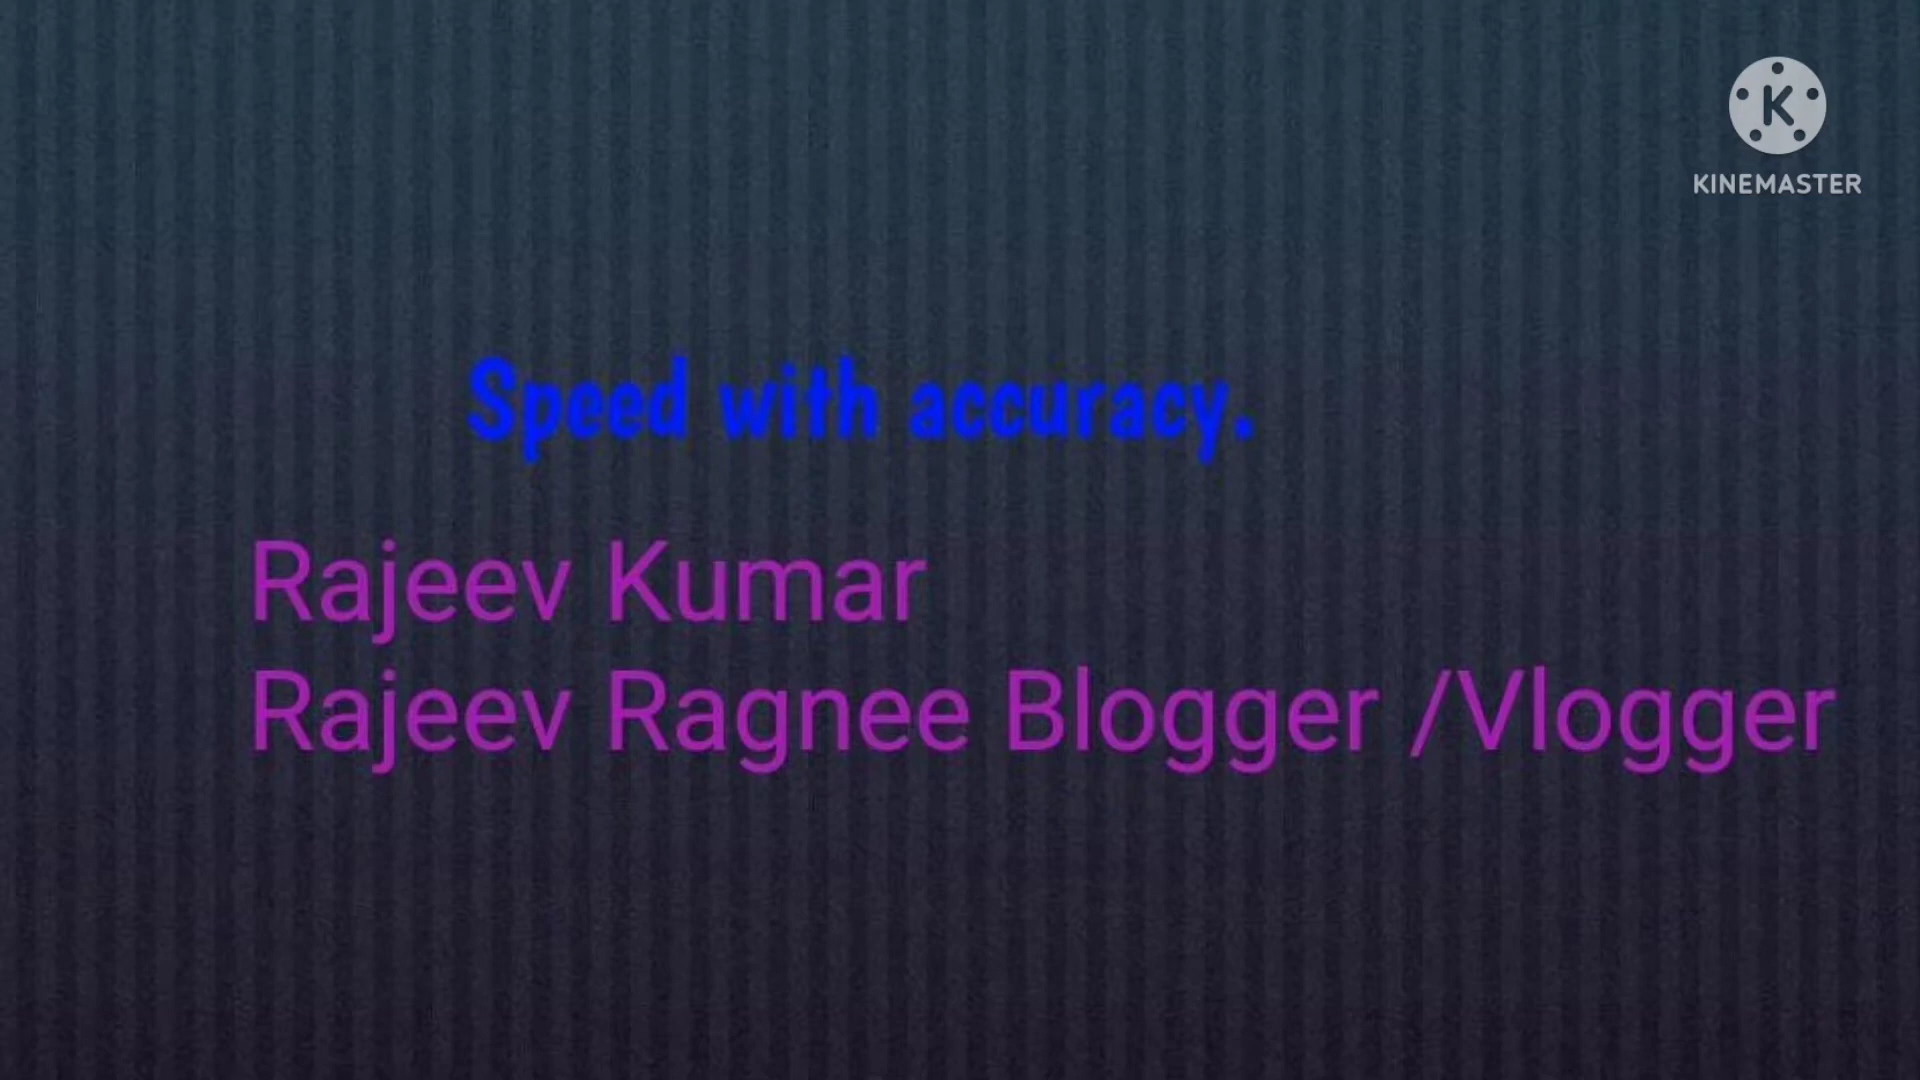 KINEMASTER
Speed with accuracy.
Rajeev Kumar
Rajeev Ragnee Blogger /Vlogger